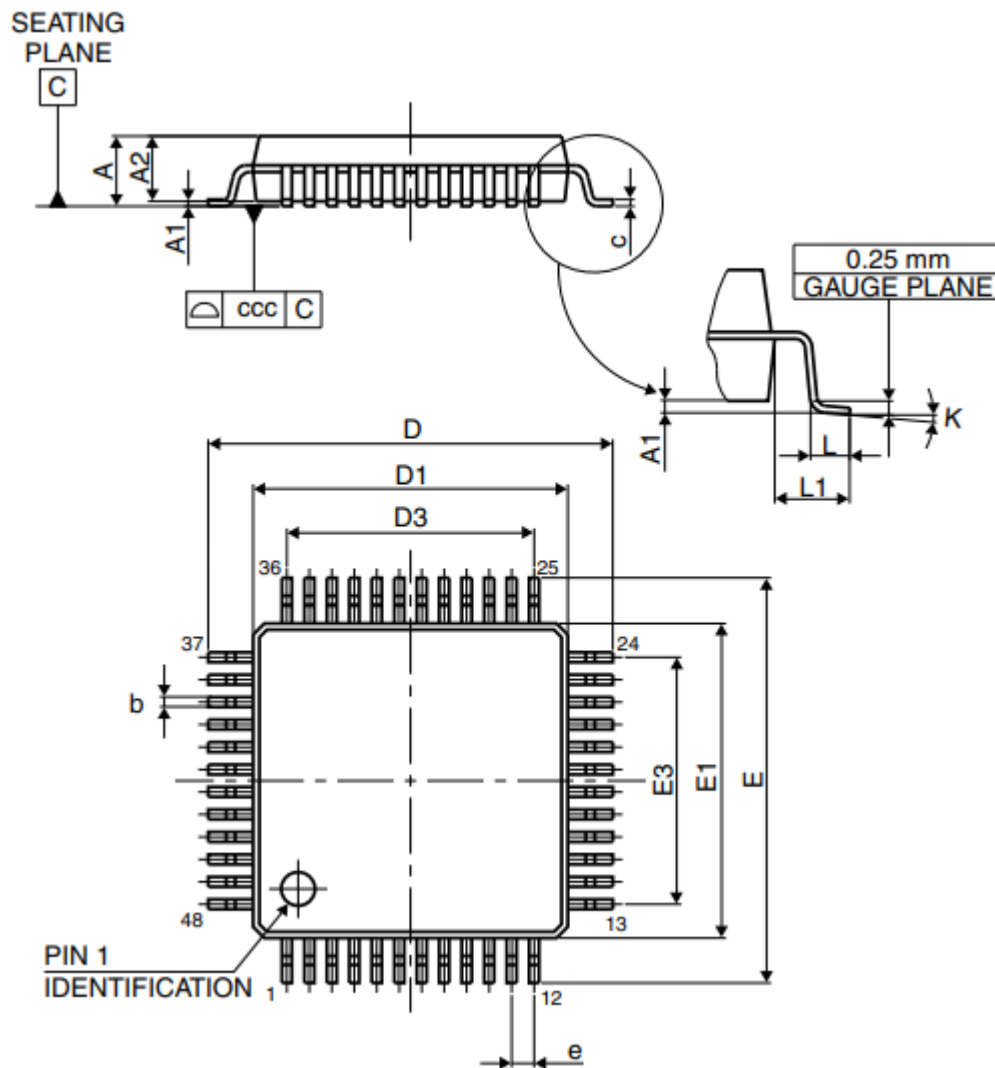 SEATING
PLANE
C
A
A2
A1
c
ccc C
0.25 mm
GAUGE PLANE
A1
K
L
L1
D
D1
D3
36
25
37
24
b
E3
E1
E
48
13
PIN 1
IDENTIFICATION
1
12
e